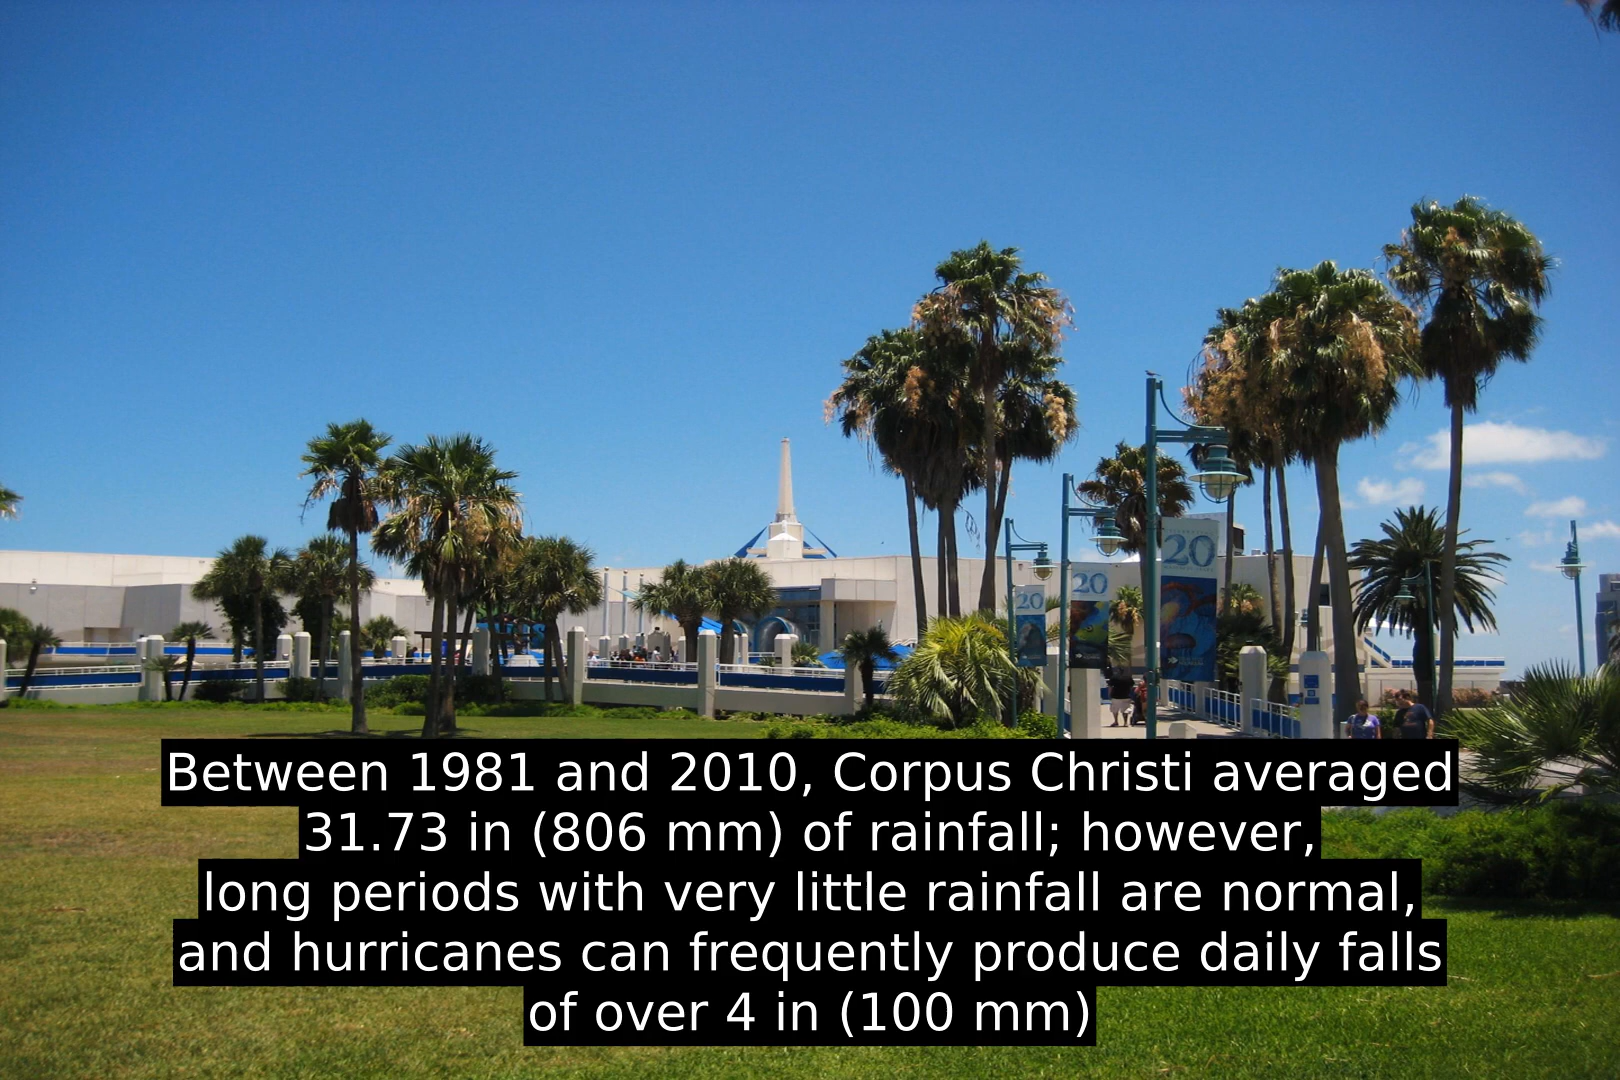 20
20
20
Between 1981 and 2010, Corpus Christi averaged
31.73 in (806 mm) of rainfall; however,
long periods with very little rainfall are normal,
and hurricanes can frequently produce daily falls
of over 4 in (100 mm)